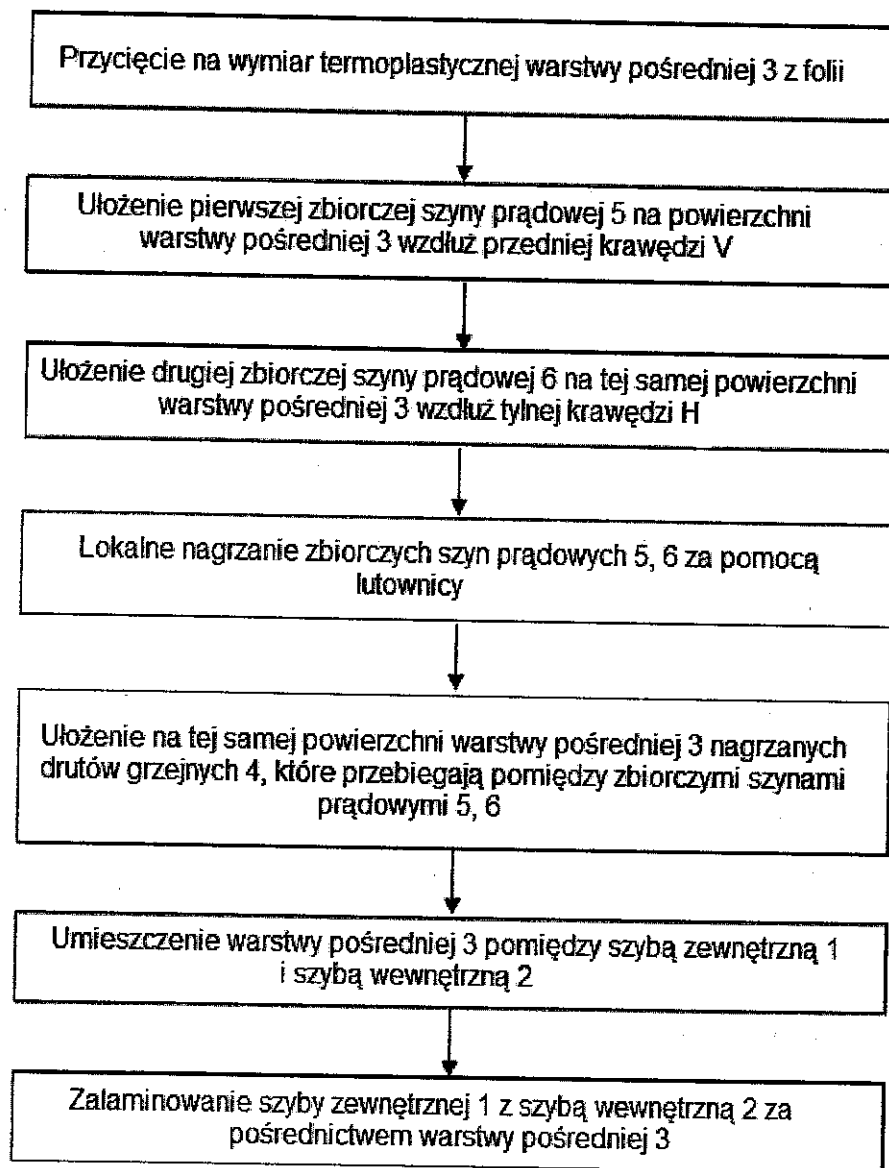 Przycięcie na wymiar termoplastycznej warstwy pośredniej 3 z folii
Ułożenie pierwszej zbiorczej szyny prądowej 5 na powierzchni
warstwy pośredniej 3 wzdłuż przedniej krawędzi V
Ułożenie drugiej zbiorczej szyny prądowej 6 na tej samej powierzchni
warstwy pośredniej 3 wzdłuż tylnej krawędzi H
Lokalne nagrzanie zbiorczych szyn prądowych 5, 6 za pomocą
lutownicy
Ułożenie na tej samej powierzchni warstwy pośredniej 3 nagrzanych
drutów grzejnych 4, które przebiegają pomiędzy zbiorczymi szynami
prądowymi 5, 6
Umieszczenie warstwy pośredniej 3 pomiędzy szybą zewnętrzną 1
i szybą wewnętrzną 2
Zalaminowanie szyby zewnętrznej 1 z szybą wewnętrzną 2 za
pośrednictwem warstwy pośredniej 3